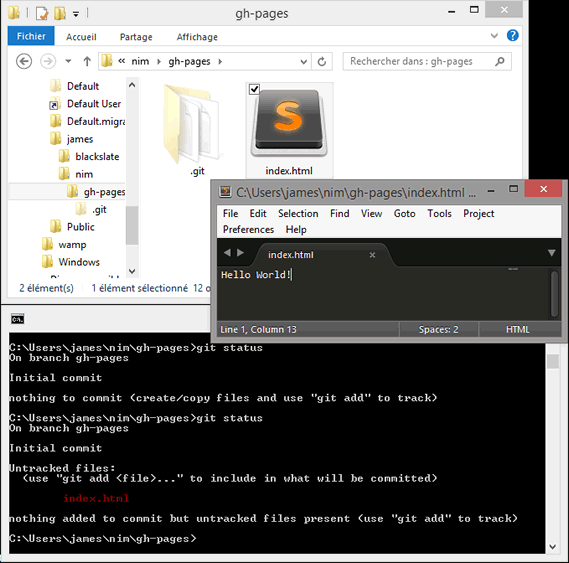 gh-pages
Fichier Accueil Partage Affichage
« nim gh-pages Rechercher dans : gh-pages
Default
Default User
Default.migra
james
blackslate
nim
gh-pages
.git
Public
wamp
Windows
.git
index.html
2 élément(s) 1 élément sélectionné 12 o
C:\Users\james\nim\gh-pages\index.html ...
File Edit Selection Find View Goto Tools Project
Preferences Help
index.html
Hello World!
Line 1, Column 13 Spaces: 2 HTML
C:\Users\james\nim\gh-pages>git status
On branch gh-pages
Initial commit
nothing to commit (create/copy files and use "git add" to track)
C:\Users\james\nim\gh-pages>git status
On branch gh-pages
Initial commit
Untracked files:
(use "git add <file>..." to include in what will be committed)
index.html
nothing added to commit but untracked files present (use "git add" to track)
C:\Users\james\nim\gh-pages>